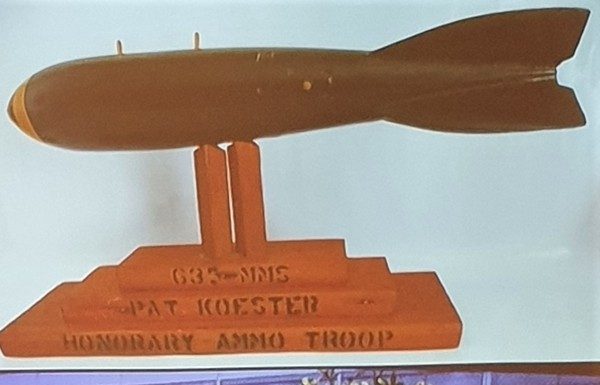 635-MMS
PAT KOESTER
HONORARY AMMO TROOP